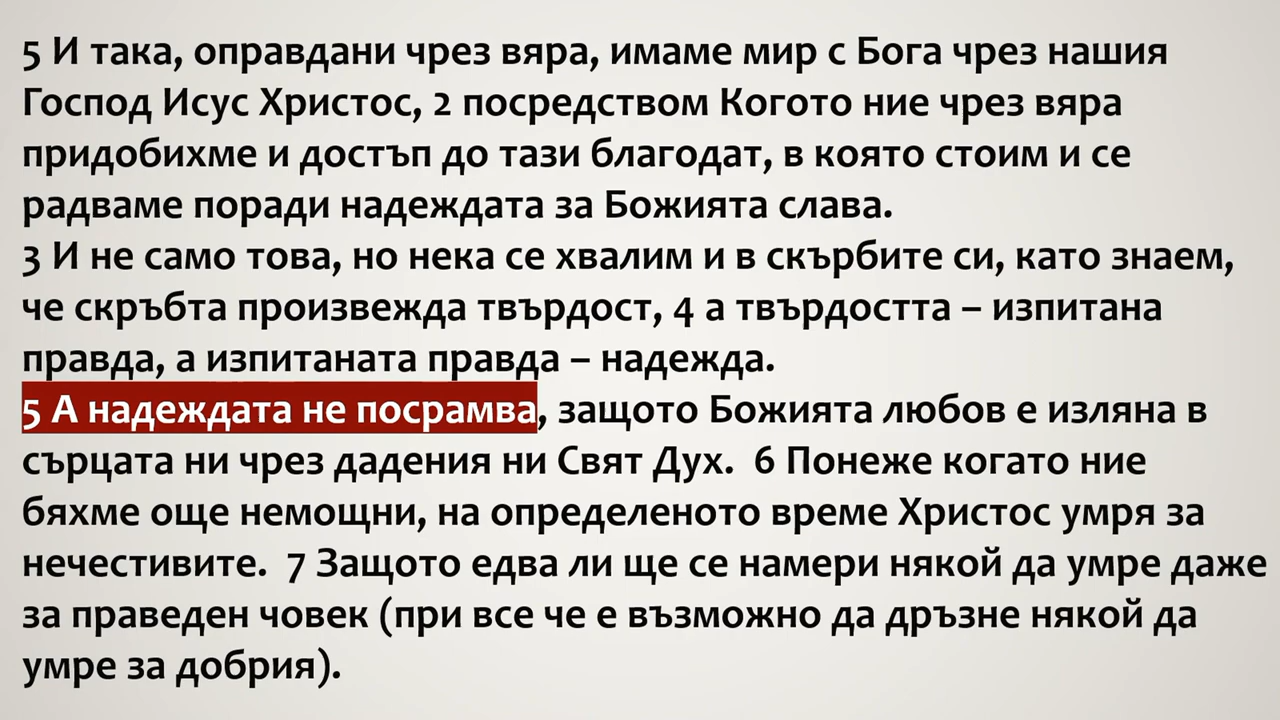 5 И така, оправдани чрез вяра, имаме мир с Бога чрез нашия
Господ Исус Христос, 2 посредством Когото ние чрез вяра
придобихме и достъп до тази благодат, в която стоим и се
радваме поради надеждата за Божията слава.
3 И не само това, но нека се хвалим и в скърбите си, като знаем,
че скръбта произвежда твърдост, 4 а твърдостта – изпитана
правда, а изпитаната правда – надежда.
5 А надеждата не посрамва, защото Божията любов е изляна в
сърцата ни чрез дадения ни Свят Дух.  6 Понеже когато ние
бяхме още немощни, на определеното време Христос умря за
нечестивите.  7 Защото едва ли ще се намери някой да умре даже
за праведен човек (при все че е възможно да дръзне някой да
умре за добрия).